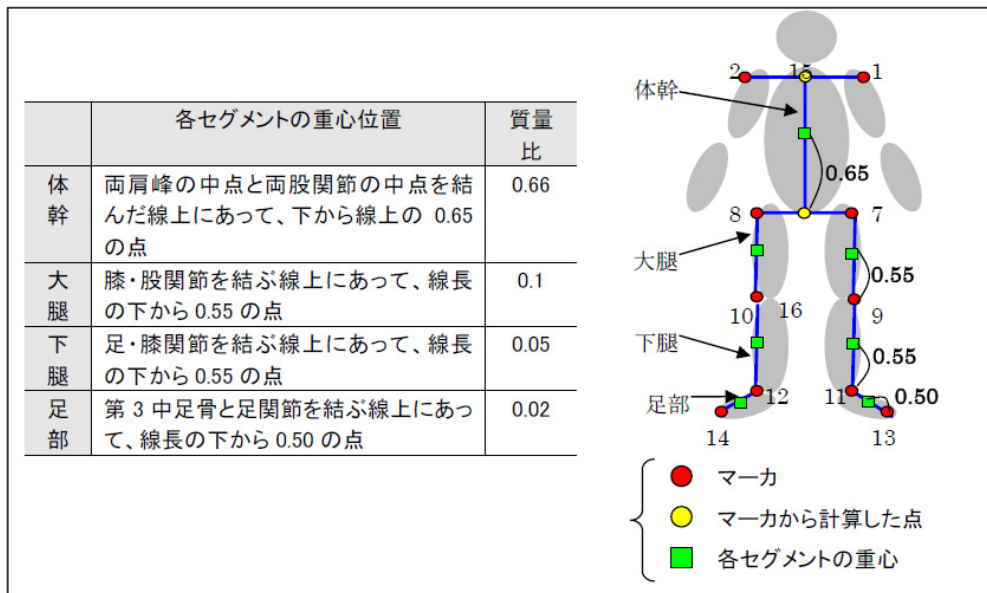 各セグメントの重心位置
質量
比
体
幹
両肩峰の中点と両股関節の中点を結
んだ線上にあって、下から線上の 0.65
の点
0.66
大
腿
膝・股関節を結ぶ線上にあって、線長
の下から 0.55 の点
0.1
下
腿
足・膝関節を結ぶ線上にあって、線長
の下から 0.55 の点
0.05
足
部
第 3 中足骨と足関節を結ぶ線上にあっ
て、線長の下から 0.50 の点
0.02
2
15
1
体幹
0.65
8
7
大腿
0.55
10
16
9
下腿
0.55
足部
12
11
0.50
14
13
マーカ
マーカから計算した点
各セグメントの重心